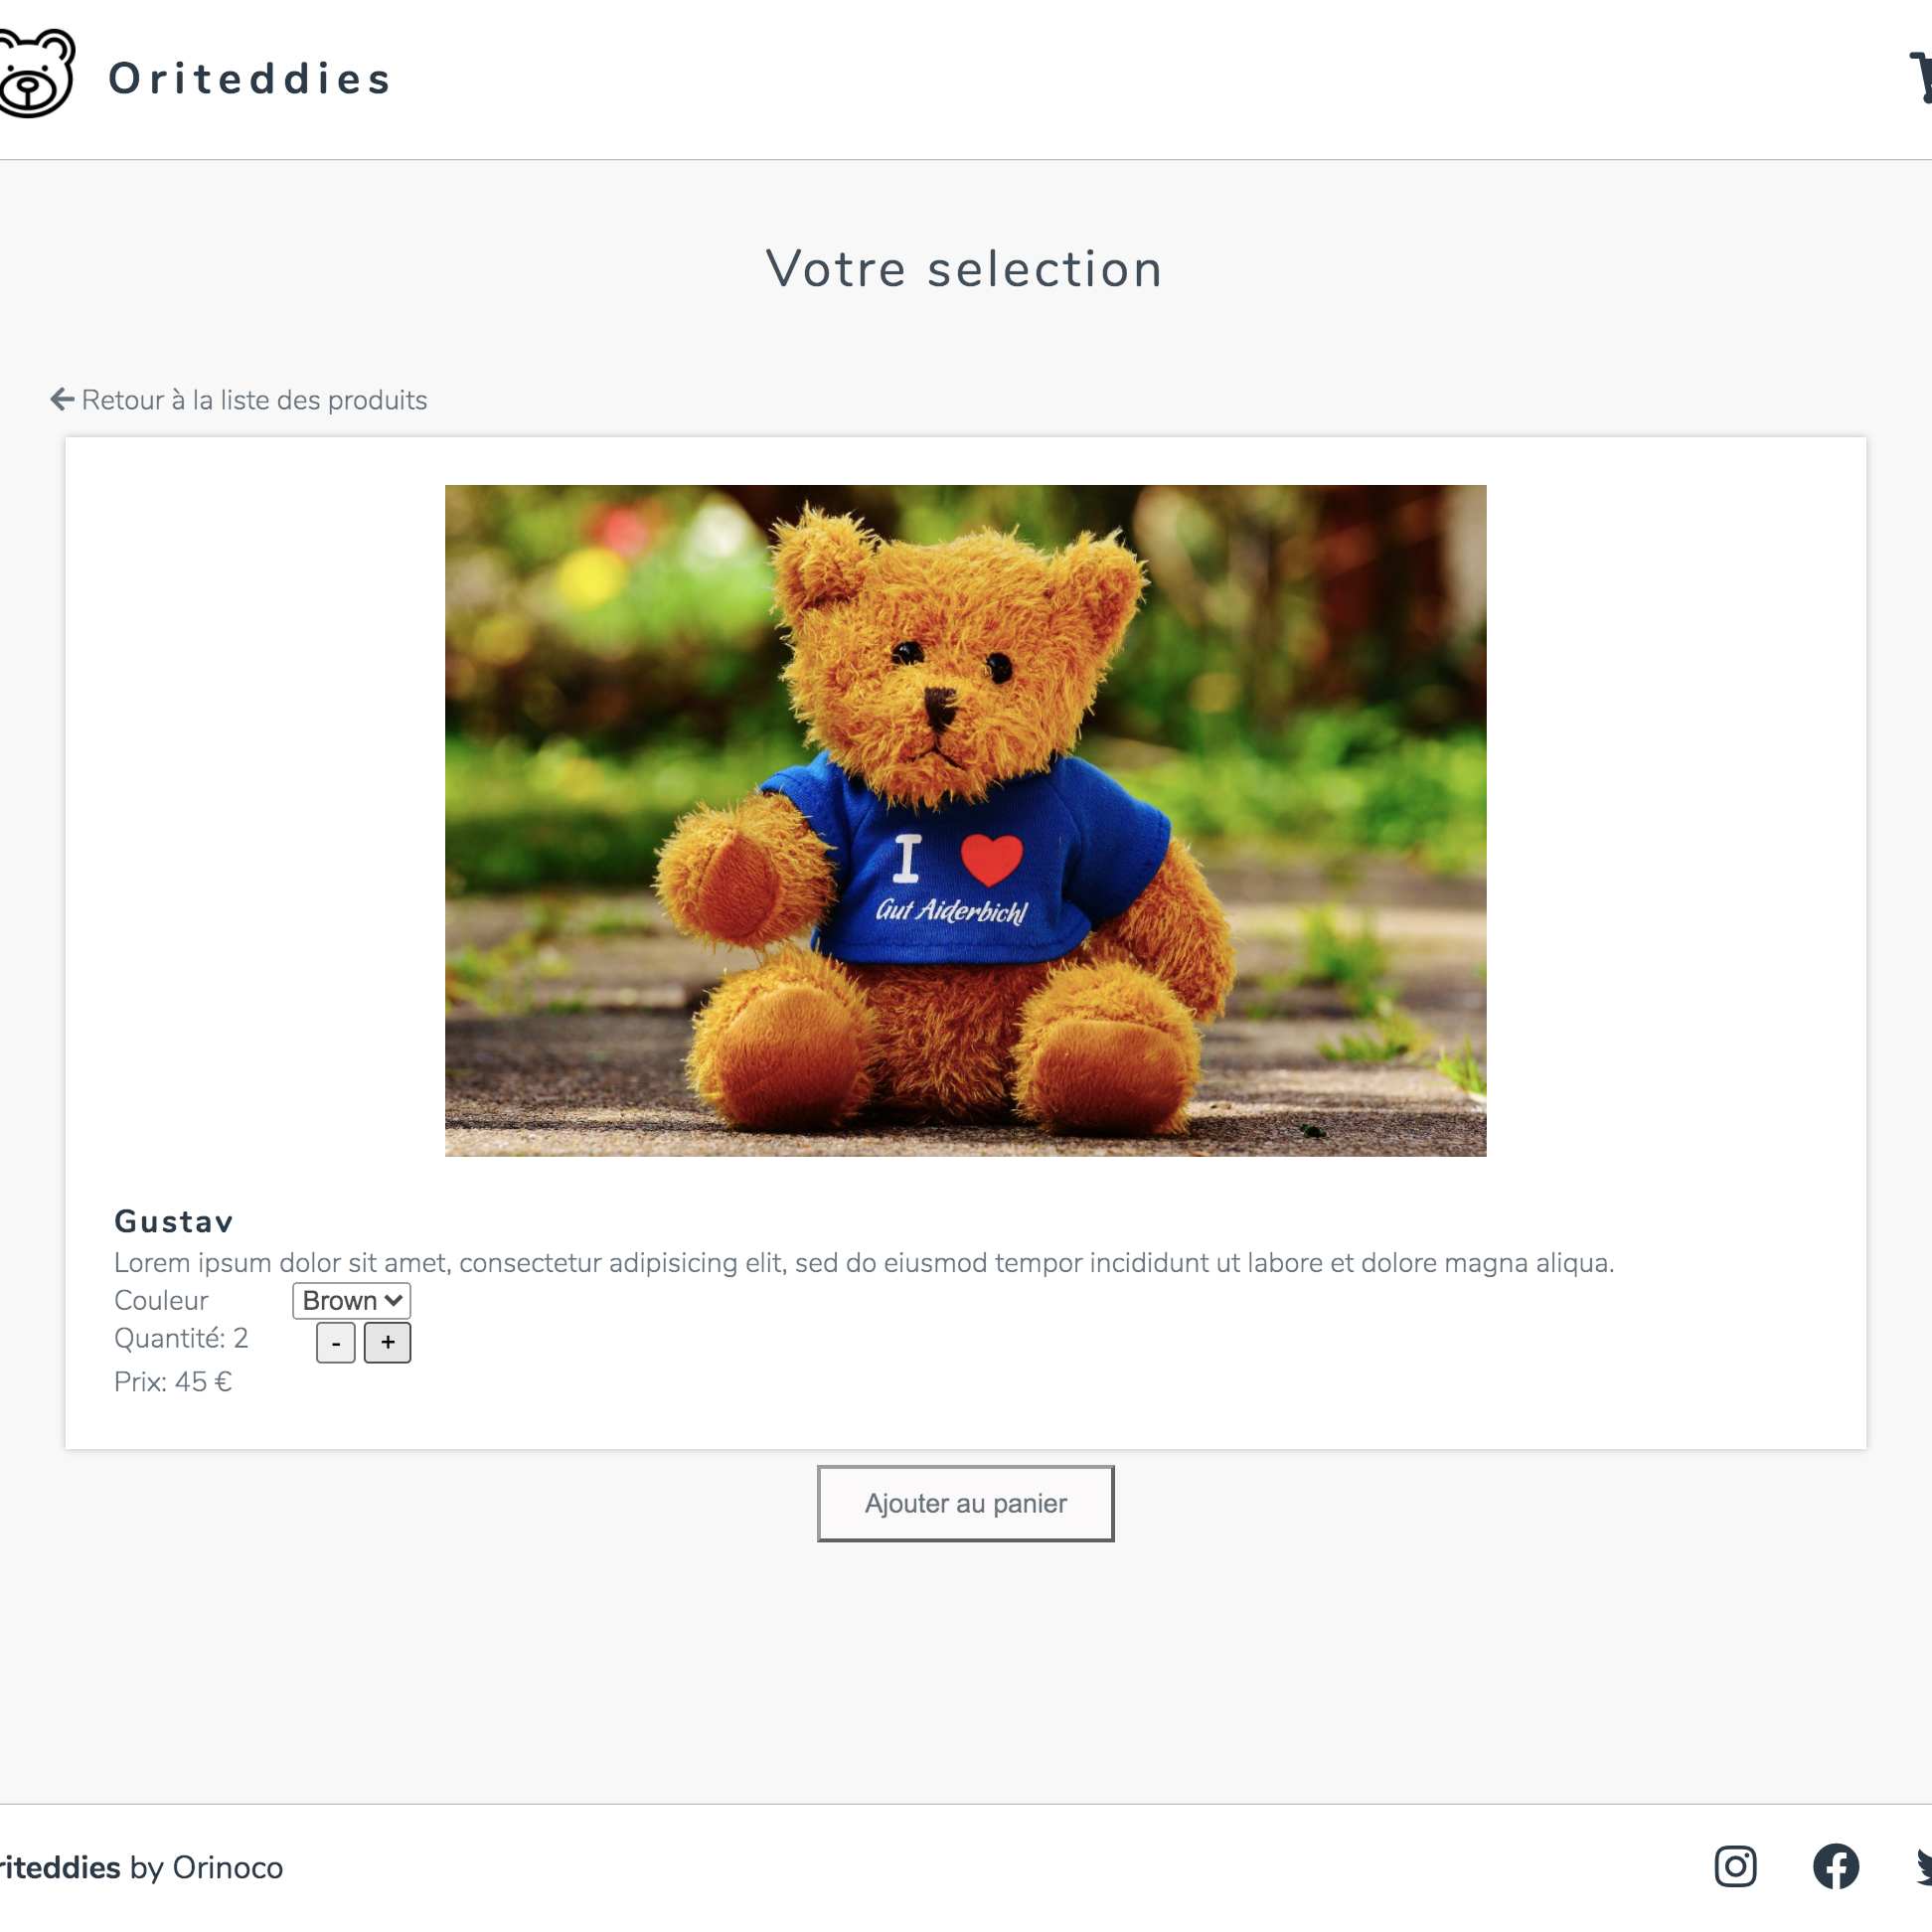 Oriteddies
Votre selection
Retour à la liste des produits
I
Gut Aiderbichl
Gustav
Lorem ipsum dolor sit amet, consectetur adipisicing elit, sed do eiusmod tempor incididunt ut labore et dolore magna aliqua.
Couleur Brown
Quantité: 2 - +
Prix: 45 €
Ajouter au panier
riteddies by Orinoco